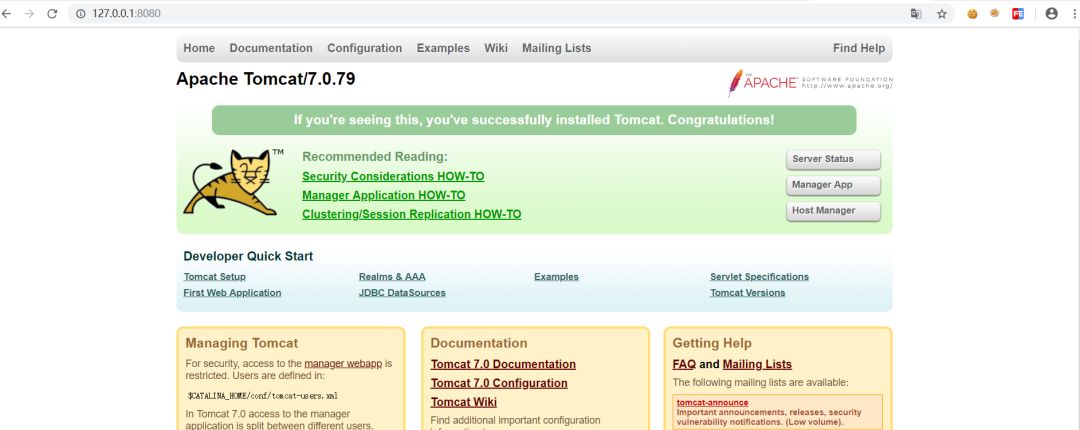 127.0.0.1:8080
Home Documentation Configuration Examples Wiki Mailing Lists Find Help
Apache Tomcat/7.0.79
THE APACHE SOFTWARE FOUNDATION
http://www.apache.org/
If you're seeing this, you've successfully installed Tomcat. Congratulations!
TM
Recommended Reading:
Security Considerations HOW-TO
Manager Application HOW-TO
Clustering/Session Replication HOW-TO
Server Status
Manager App
Host Manager
Developer Quick Start
Tomcat Setup Realms & AAA Examples Servlet Specifications
First Web Application JDBC DataSources Tomcat Versions
Managing Tomcat
For security, access to the manager webapp is
restricted. Users are defined in:
$CATALINA_HOME/conf/tomcat-users.xml
In Tomcat 7.0 access to the manager
application is split between different users.
Documentation
Tomcat 7.0 Documentation
Tomcat 7.0 Configuration
Tomcat Wiki
Find additional important configuration
Getting Help
FAQ and Mailing Lists
The following mailing lists are available:
tomcat-announce
Important announcements, releases, security
vulnerability notifications. (Low volume).